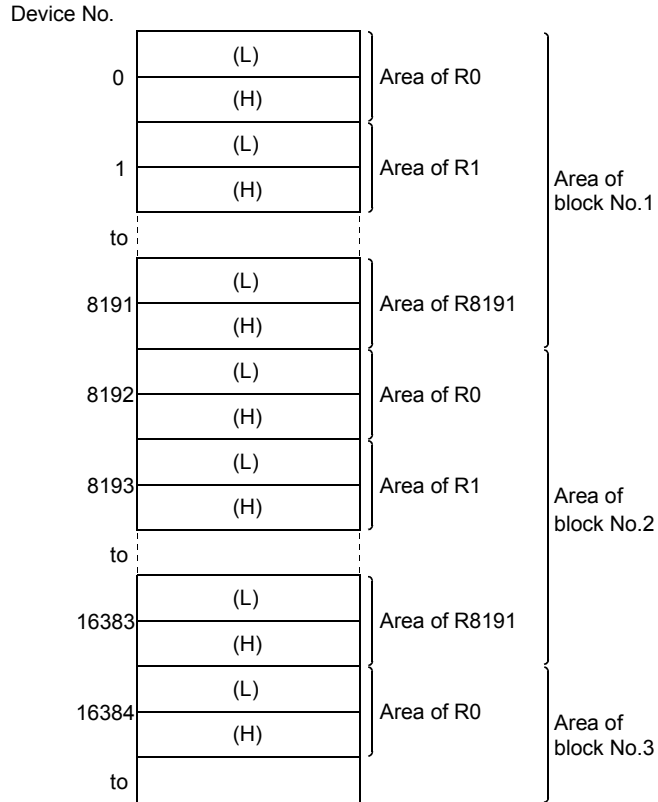 Device No.
(L)
0 Area of R0
(H)
(L)
1 Area of R1
(H)
Area of
block No.1
to
(L)
8191 Area of R8191
(H)
(L)
8192 Area of R0
(H)
(L)
8193 Area of R1
(H)
Area of
block No.2
to
(L)
16383 Area of R8191
(H)
(L)
16384 Area of R0
(H)
Area of
block No.3
to